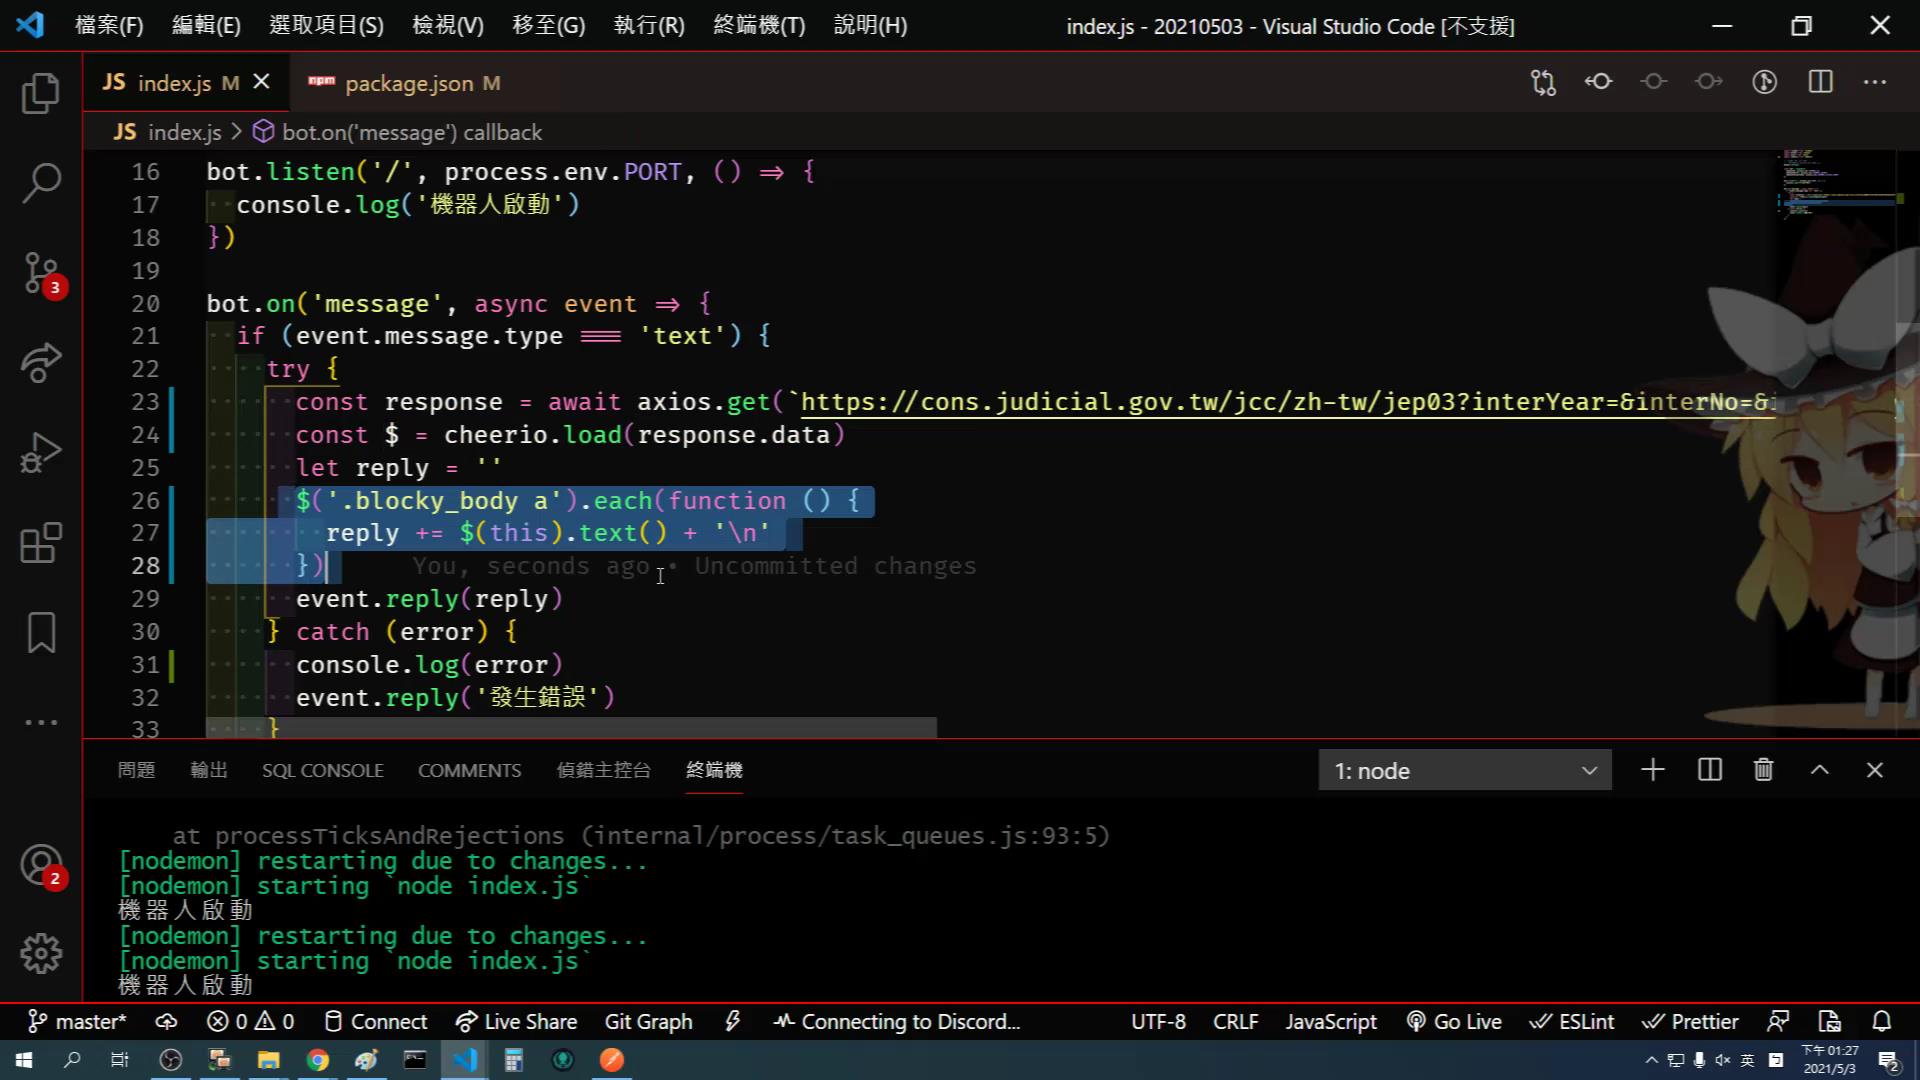 檔案(F) 編輯(E) 選取項目(S) 檢視(V) 移至(G) 執行(R) 終端機(T) 說明(H) index.js - 20210503 - Visual Studio Code [不支援]
JS index.js M npm package.json M
JS index.js > bot.on('message') callback
16 bot.listen('/', process.env.PORT, () => {
17 console.log('機器人啟動')
18 })
19
20 bot.on('message', async event => {
21 if (event.message.type === 'text') {
22 try {
23 const response = await axios.get(`https://cons.judicial.gov.tw/jcc/zh-tw/jep03?interYear=&interNo=&i
24 const $ = cheerio.load(response.data)
25 let reply = ''
26 $('.blocky_body a').each(function () {
27 reply += $(this).text() + '\n'
28 }) You, seconds ago • Uncommitted changes
29 event.reply(reply)
30 } catch (error) {
31 console.log(error)
32 event.reply('發生錯誤')
33 }
3
問題 輸出 SQL CONSOLE COMMENTS 偵錯主控台 終端機 1: node
at processTicksAndRejections (internal/process/task_queues.js:93:5)
[nodemon] restarting due to changes...
[nodemon] starting `node index.js`
機器人啟動
[nodemon] restarting due to changes...
[nodemon] starting `node index.js`
機器人啟動
2
master* 0 0 Connect Live Share Git Graph Connecting to Discord... UTF-8 CRLF JavaScript Go Live ESLint Prettier
英 下午 01:27
2021/5/3 2